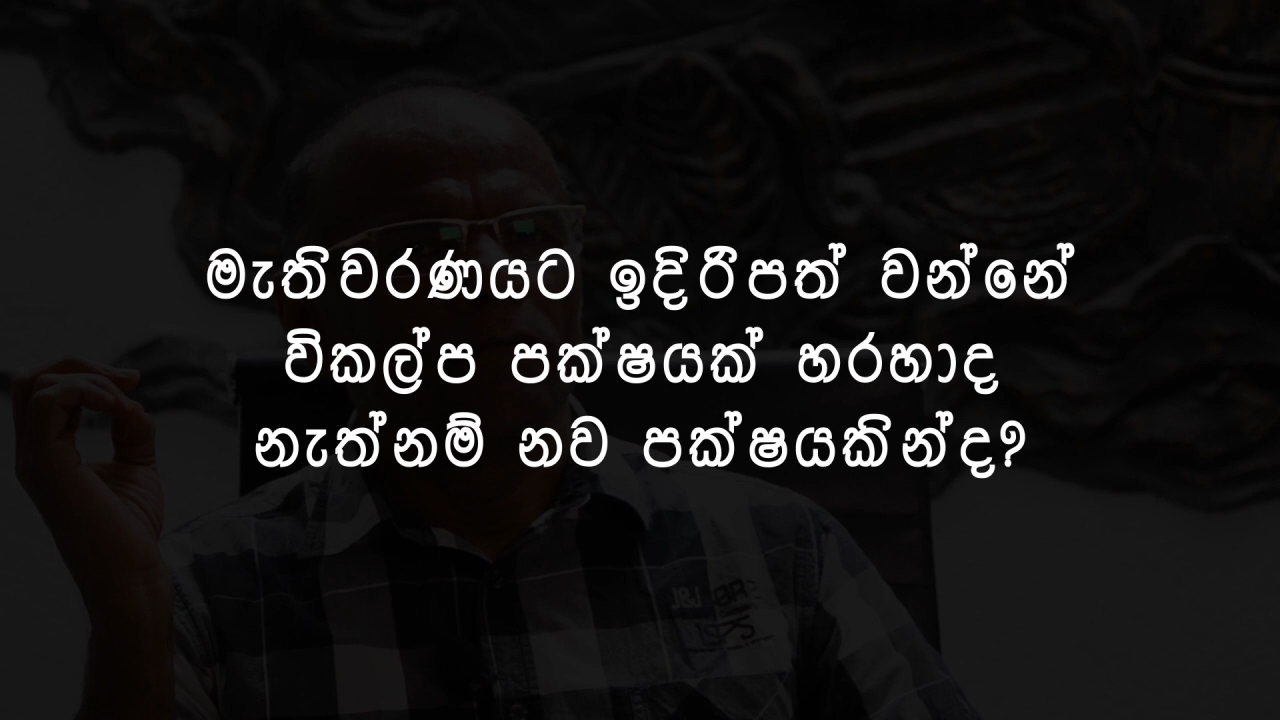 මැතිවරණයට ඉදිරිපත් වන්නේ
විකල්ප පක්ෂයක් හරහාද
නැත්නම් නව පක්ෂයකින්ද?
J&J